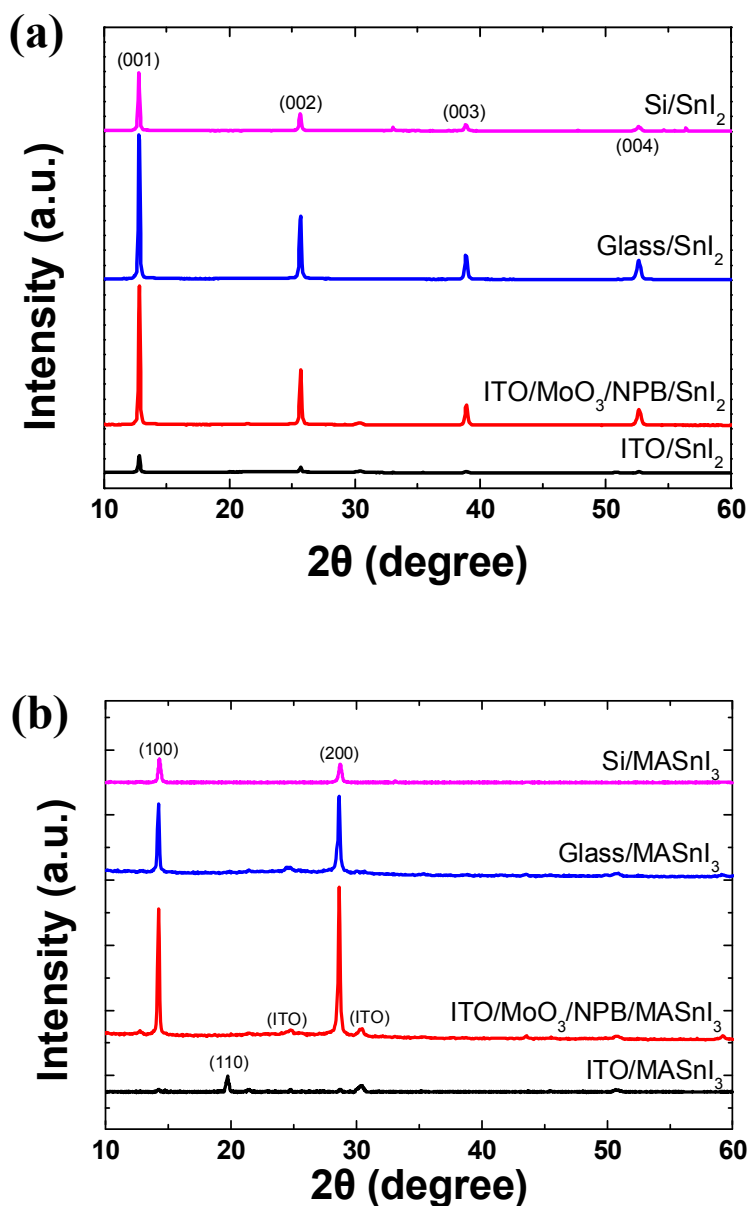 (a)
(001)
(002)
(003)
(004)
Si/SnI₂
Glass/SnI₂
ITO/MoO₃/NPB/SnI₂
ITO/SnI₂
Intensity (a.u.)
10 20 30 40 50 60
2θ (degree)
(b)
(100)
(200)
Si/MASnI₃
Glass/MASnI₃
(ITO)
(ITO)
ITO/MoO₃/NPB/MASnI₃
(110)
ITO/MASnI₃
Intensity (a.u.)
10 20 30 40 50 60
2θ (degree)